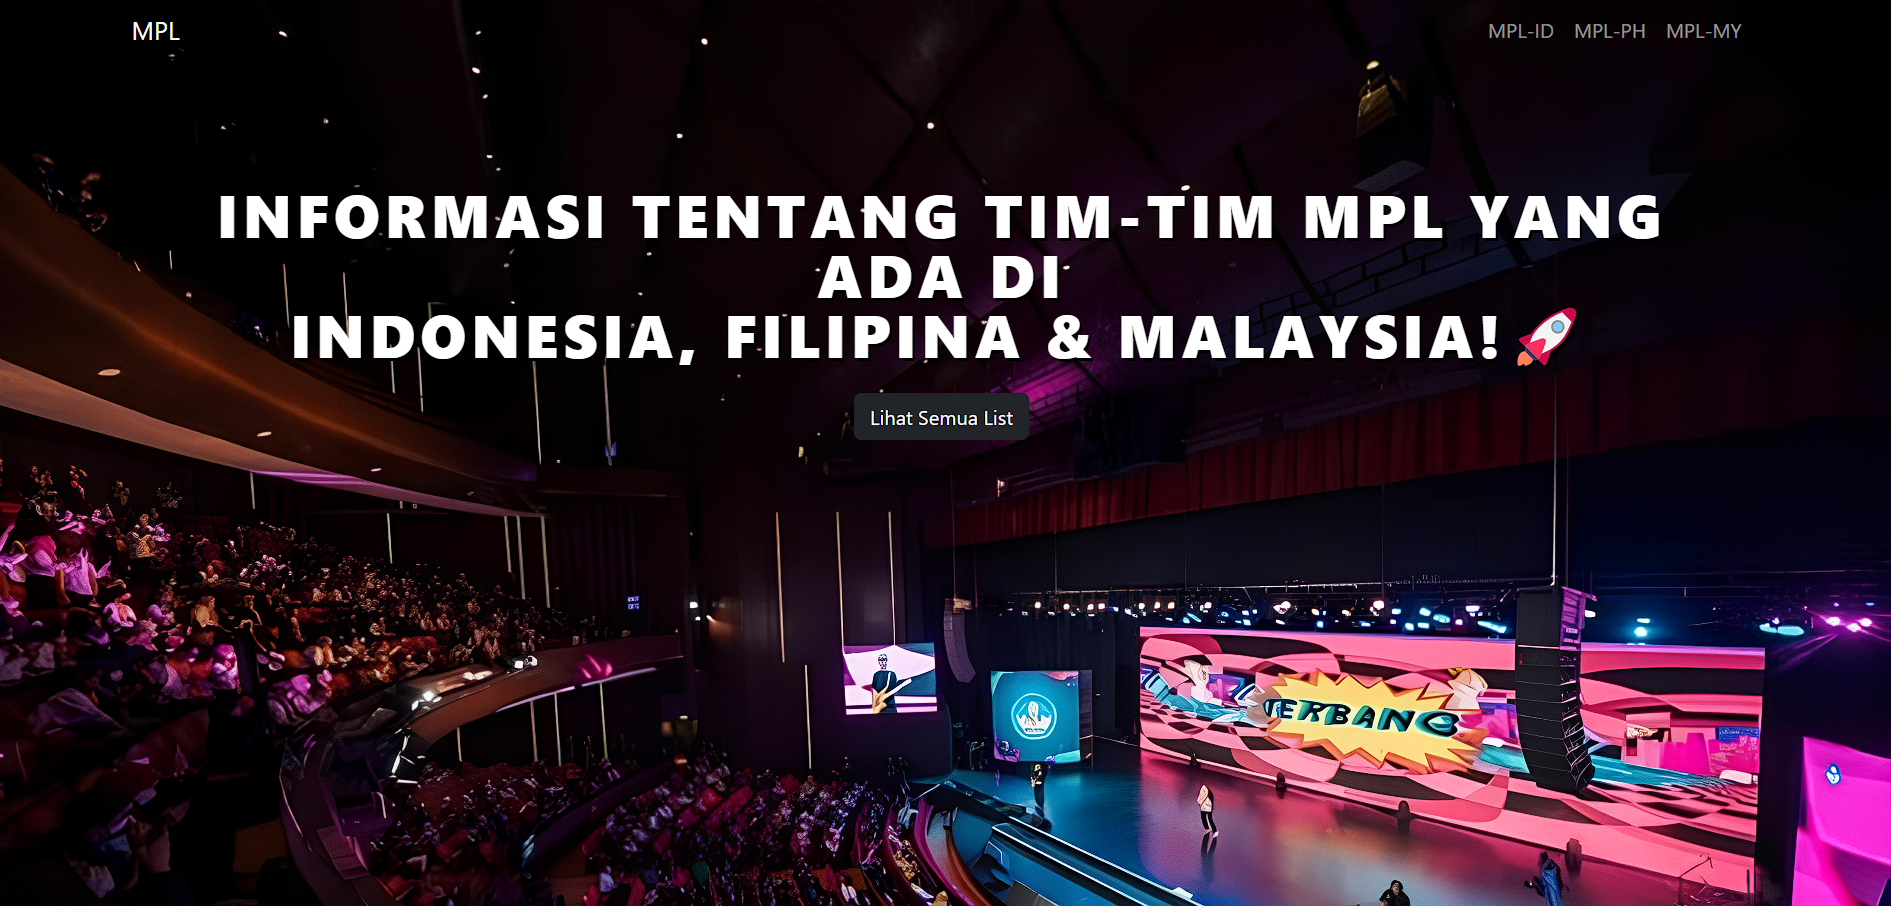 MPL
MPL-ID MPL-PH MPL-MY
INFORMASI TENTANG TIM-TIM MPL YANG
ADA DI
INDONESIA, FILIPINA & MALAYSIA! 🚀
Lihat Semua List
TERBANG